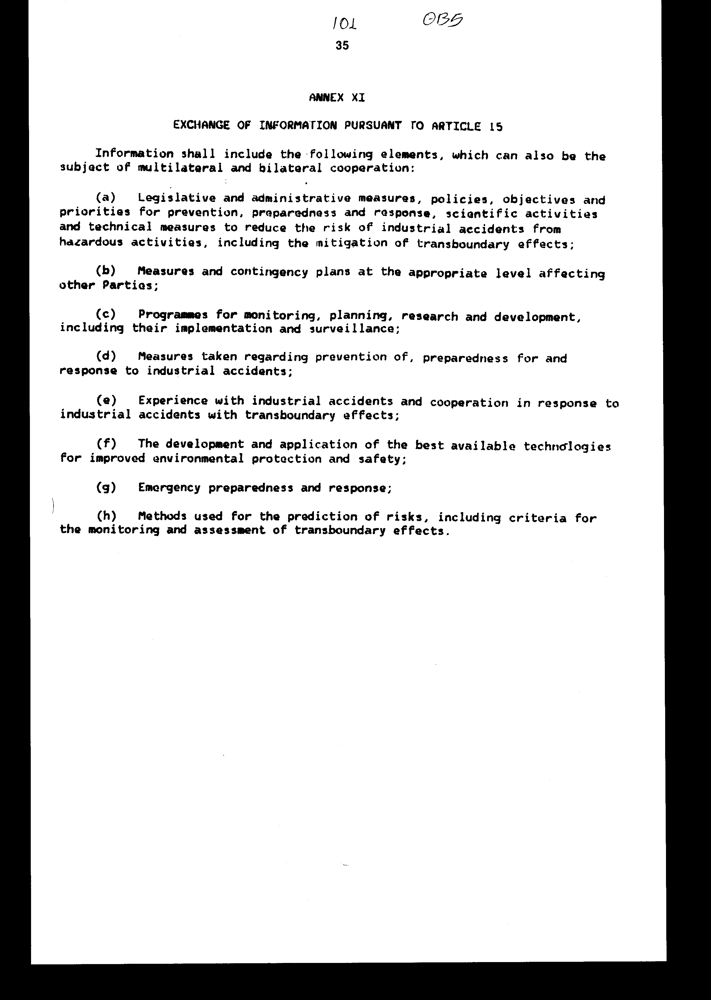 101 OB5
35
ANNEX XI
EXCHANGE OF INFORMATION PURSUANT TO ARTICLE 15
Information shall include the following elements, which can also be the
subject of multilateral and bilateral cooperation:
(a) Legislative and administrative measures, policies, objectives and
priorities for prevention, preparedness and response, scientific activities
and technical measures to reduce the risk of industrial accidents from
hazardous activities, including the mitigation of transboundary effects;
(b) Measures and contingency plans at the appropriate level affecting
other Parties;
(c) Programmes for monitoring, planning, research and development,
including their implementation and surveillance;
(d) Measures taken regarding prevention of, preparedness for and
response to industrial accidents;
(e) Experience with industrial accidents and cooperation in response to
industrial accidents with transboundary effects;
(f) The development and application of the best available technologies
for improved environmental protection and safety;
(g) Emergency preparedness and response;
(h) Methods used for the prediction of risks, including criteria for
the monitoring and assessment of transboundary effects.